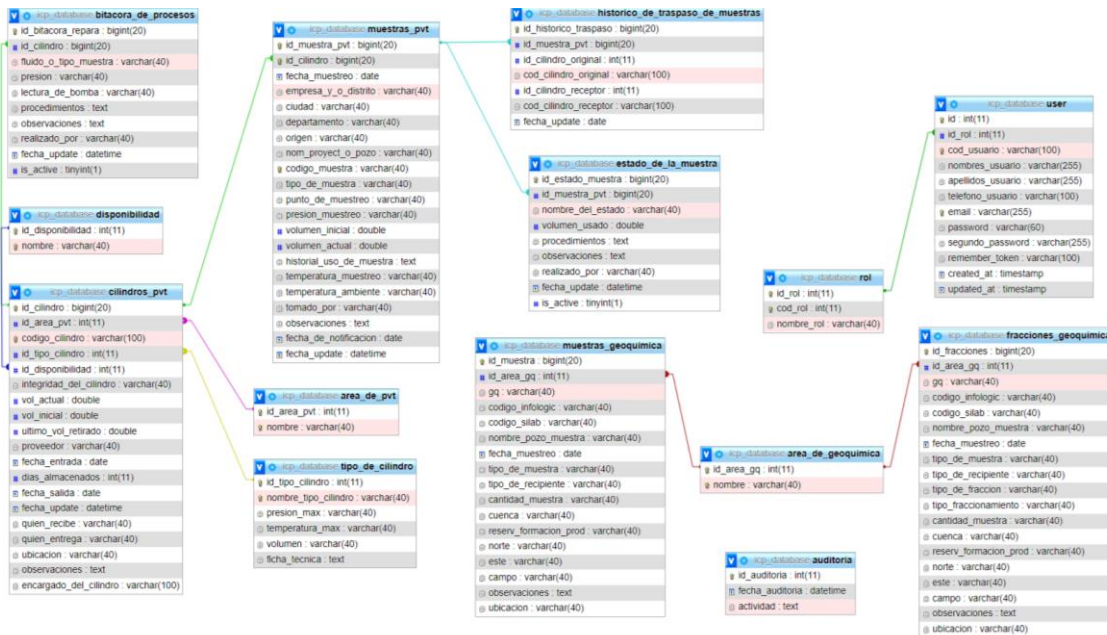 icp_database bitacora_de_procesos
id_bitacora_repara : bigint(20)
id_cilindro : bigint(20)
fluido_o_tipo_muestra : varchar(40)
presion : varchar(40)
lectura_de_bomba : varchar(40)
procedimientos : text
observaciones : text
realizado_por : varchar(40)
fecha_update : datetime
is_active : tinyint(1)
icp_database disponibilidad
id_disponibilidad : int(11)
nombre : varchar(40)
icp_database cilindros_pvt
id_cilindro : bigint(20)
id_area_pvt : int(11)
codigo_cilindro : varchar(100)
id_tipo_cilindro : int(11)
id_disponibilidad : int(11)
integridad_del_cilindro : varchar(40)
vol_actual : double
vol_inicial : double
ultimo_vol_retirado : double
proveedor : varchar(40)
fecha_entrada : date
dias_almacenados : int(11)
fecha_salida : date
fecha_update : datetime
quien_recibe : varchar(40)
quien_entrega : varchar(40)
ubicacion : varchar(40)
observaciones : text
encargado_del_cilindro : varchar(100)
icp_database muestras_pvt
id_muestra_pvt : bigint(20)
id_cilindro : bigint(20)
fecha_muestreo : date
empresa_y_o_distrito : varchar(40)
ciudad : varchar(40)
departamento : varchar(40)
origen : varchar(40)
nom_proyect_o_pozo : varchar(40)
codigo_muestra : varchar(40)
tipo_de_muestra : varchar(40)
punto_de_muestreo : varchar(40)
presion_muestreo : varchar(40)
volumen_inicial : double
volumen_actual : double
historial_uso_de_muestra : text
temperatura_muestreo : varchar(40)
temperatura_ambiente : varchar(40)
tomado_por : varchar(40)
observaciones : text
fecha_de_notificacion : date
fecha_update : datetime
icp_database area_de_pvt
id_area_pvt : int(11)
nombre : varchar(40)
icp_database tipo_de_cilindro
id_tipo_cilindro : int(11)
nombre_tipo_cilindro : varchar(40)
presion_max : varchar(40)
temperatura_max : varchar(40)
volumen : varchar(40)
ficha_tecnica : text
icp_database historico_de_traspaso_de_muestras
id_historico_traspaso : bigint(20)
id_muestra_pvt : bigint(20)
id_cilindro_original : int(11)
cod_cilindro_original : varchar(100)
id_cilindro_receptor : int(11)
cod_cilindro_receptor : varchar(100)
fecha_update : date
icp_database estado_de_la_muestra
id_estado_muestra : bigint(20)
id_muestra_pvt : bigint(20)
nombre_del_estado : varchar(40)
volumen_usado : double
procedimientos : text
observaciones : text
realizado_por : varchar(40)
fecha_update : datetime
is_active : tinyint(1)
icp_database muestras_geoquimica
id_muestra : bigint(20)
id_area_gq : int(11)
gq : varchar(40)
codigo_infologic : varchar(40)
codigo_silab : varchar(40)
nombre_pozo_muestra : varchar(40)
fecha_muestreo : date
tipo_de_muestra : varchar(40)
tipo_de_recipiente : varchar(40)
cantidad_muestra : varchar(40)
cuenca : varchar(40)
reserv_formacion_prod : varchar(40)
norte : varchar(40)
este : varchar(40)
campo : varchar(40)
observaciones : text
ubicacion : varchar(40)
icp_database user
id : int(11)
id_rol : int(11)
cod_usuario : varchar(100)
nombres_usuario : varchar(255)
apellidos_usuario : varchar(255)
telefono_usuario : varchar(100)
email : varchar(255)
password : varchar(60)
segundo_password : varchar(255)
remember_token : varchar(100)
created_at : timestamp
updated_at : timestamp
icp_database rol
id_rol : int(11)
cod_rol : int(11)
nombre_rol : varchar(40)
icp_database area_de_geoquimica
id_area_gq : int(11)
nombre : varchar(40)
icp_database auditoria
id_auditoria : int(11)
fecha_auditoria : datetime
actividad : text
icp_database fracciones_geoquimica
id_fracciones : bigint(20)
id_area_gq : int(11)
gq : varchar(40)
codigo_infologic : varchar(40)
codigo_silab : varchar(40)
nombre_pozo_muestra : varchar(40)
fecha_muestreo : date
tipo_de_muestra : varchar(40)
tipo_de_recipiente : varchar(40)
tipo_de_fraccion : varchar(40)
tipo_fraccionamiento : varchar(40)
cantidad_muestra : varchar(40)
cuenca : varchar(40)
reserv_formacion_prod : varchar(40)
norte : varchar(40)
este : varchar(40)
campo : varchar(40)
observaciones : text
ubicacion : varchar(40)